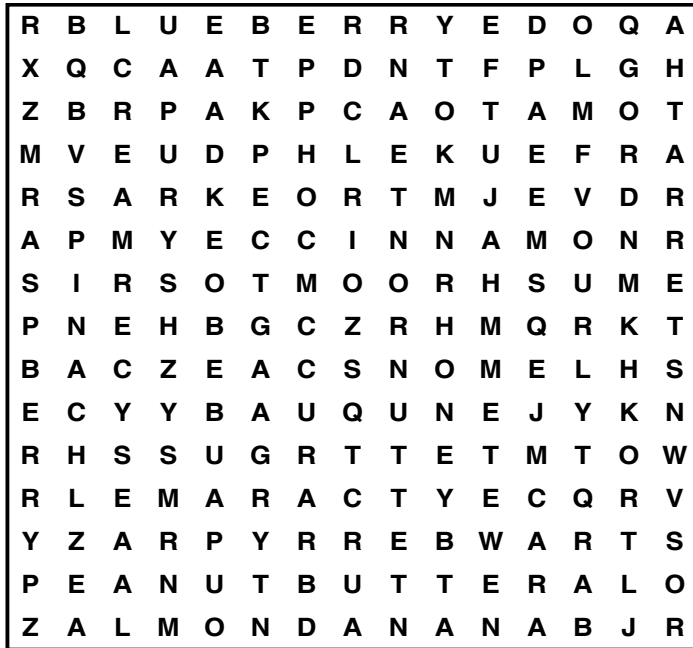 R B L U E B E R R Y E D O Q A
X Q C A A T P D N T F P L G H
Z B R P A K P C A O T A M O T
M V E U D P H L E K U E F R A
R S A R K E O R T M J E V D R
A P M Y E C C I N N A M O N R
S I R S O T M O O R H S U M E
P N E H B G C Z R H M Q R K T
B A C Z E A C S N O M E L H S
E C Y Y B A U Q U N E J Y K N
R H S S U G R T T E T M T O W
R L E M A R A C T Y E C Q R V
Y Z A R P Y R R E B W A R T S
P E A N U T B U T T E R A L O
Z A L M O N D A N A N A B J R